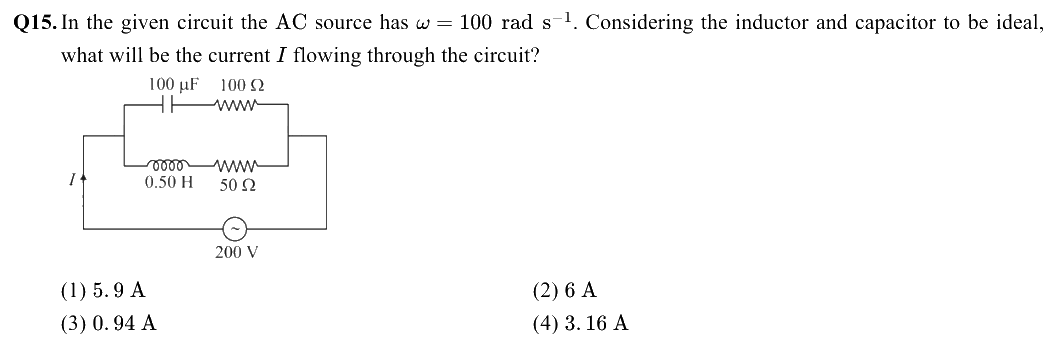 Q15. In the given circuit the AC source has ω = 100 rad s⁻¹. Considering the inductor and capacitor to be ideal,
what will be the current I flowing through the circuit?
100 μF 100 Ω
I
0.50 H 50 Ω
~
200 V
(1) 5.9 A (2) 6 A
(3) 0.94 A (4) 3.16 A